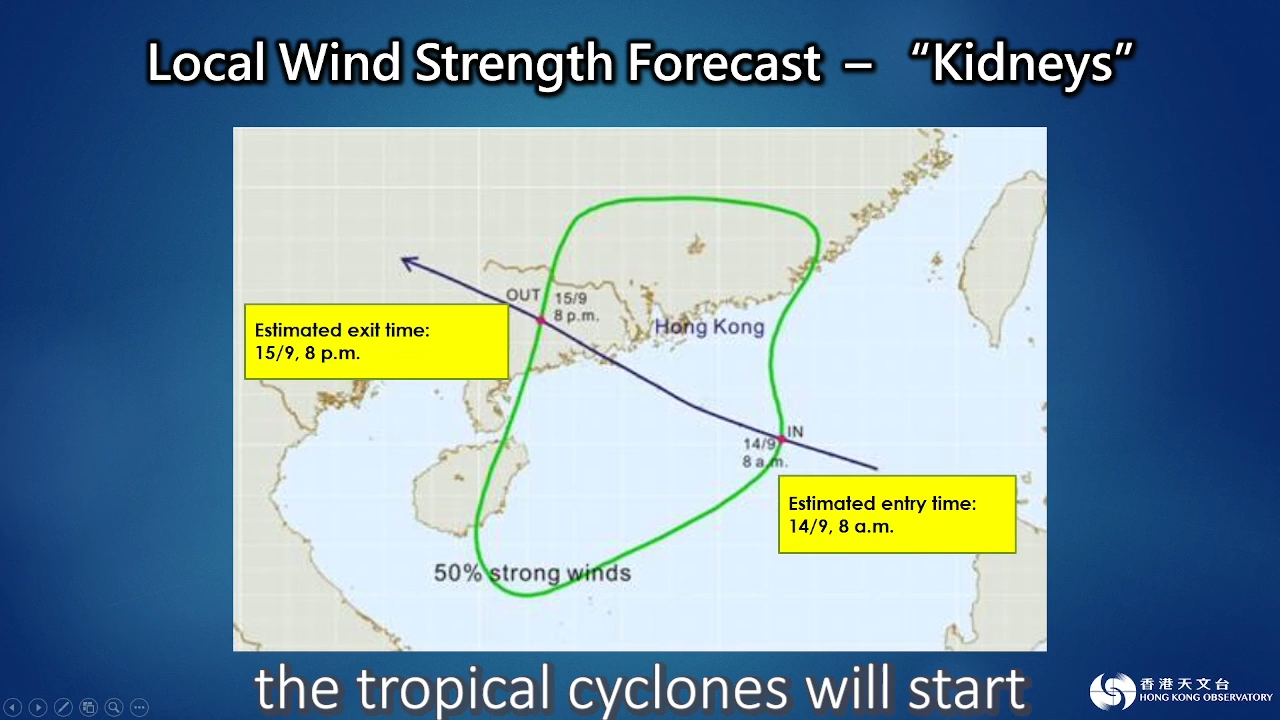 Local Wind Strength Forecast – “Kidneys”
OUT
15/9
8 p.m.
Estimated exit time:
15/9, 8 p.m.
Hong Kong
IN
14/9
8 a.m.
Estimated entry time:
14/9, 8 a.m.
50% strong winds
the tropical cyclones will start
香港天文台
HONG KONG OBSERVATORY